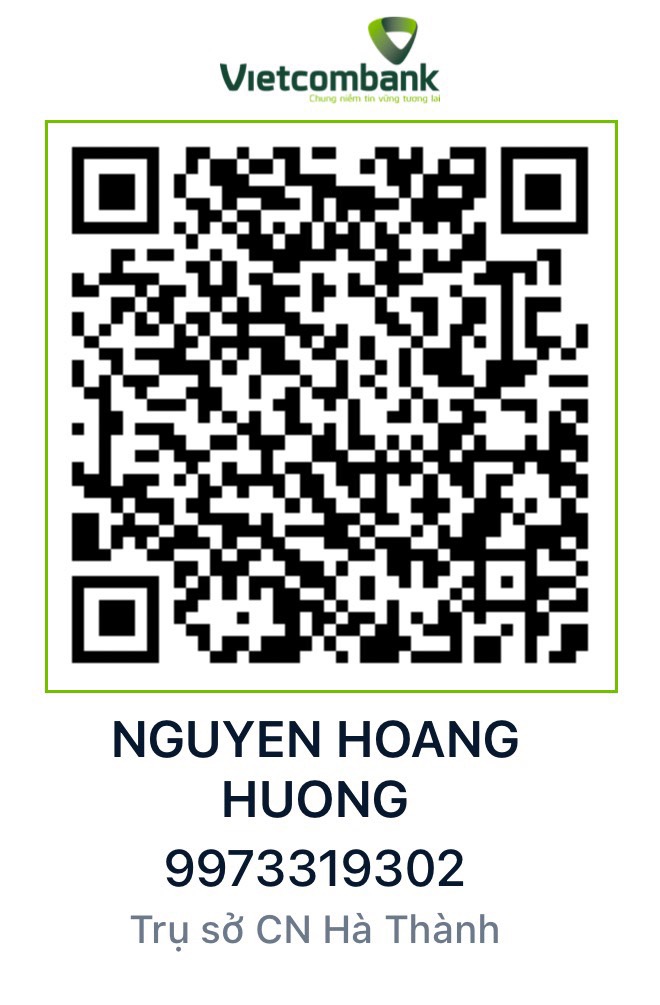 Vietcombank
Chung niềm tin vững tương lai
NGUYEN HOANG
HUONG
9973319302
Trụ sở CN Hà Thành